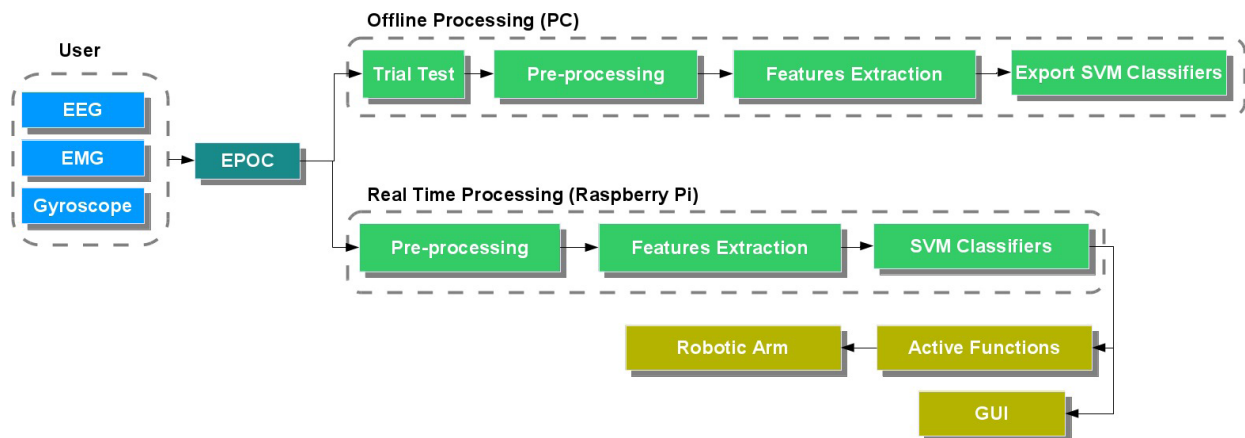 User
EEG
EMG
Gyroscope
EPOC
Offline Processing (PC)
Trial Test
Pre-processing
Features Extraction
Export SVM Classifiers
Real Time Processing (Raspberry Pi)
Pre-processing
Features Extraction
SVM Classifiers
Robotic Arm
Active Functions
GUI